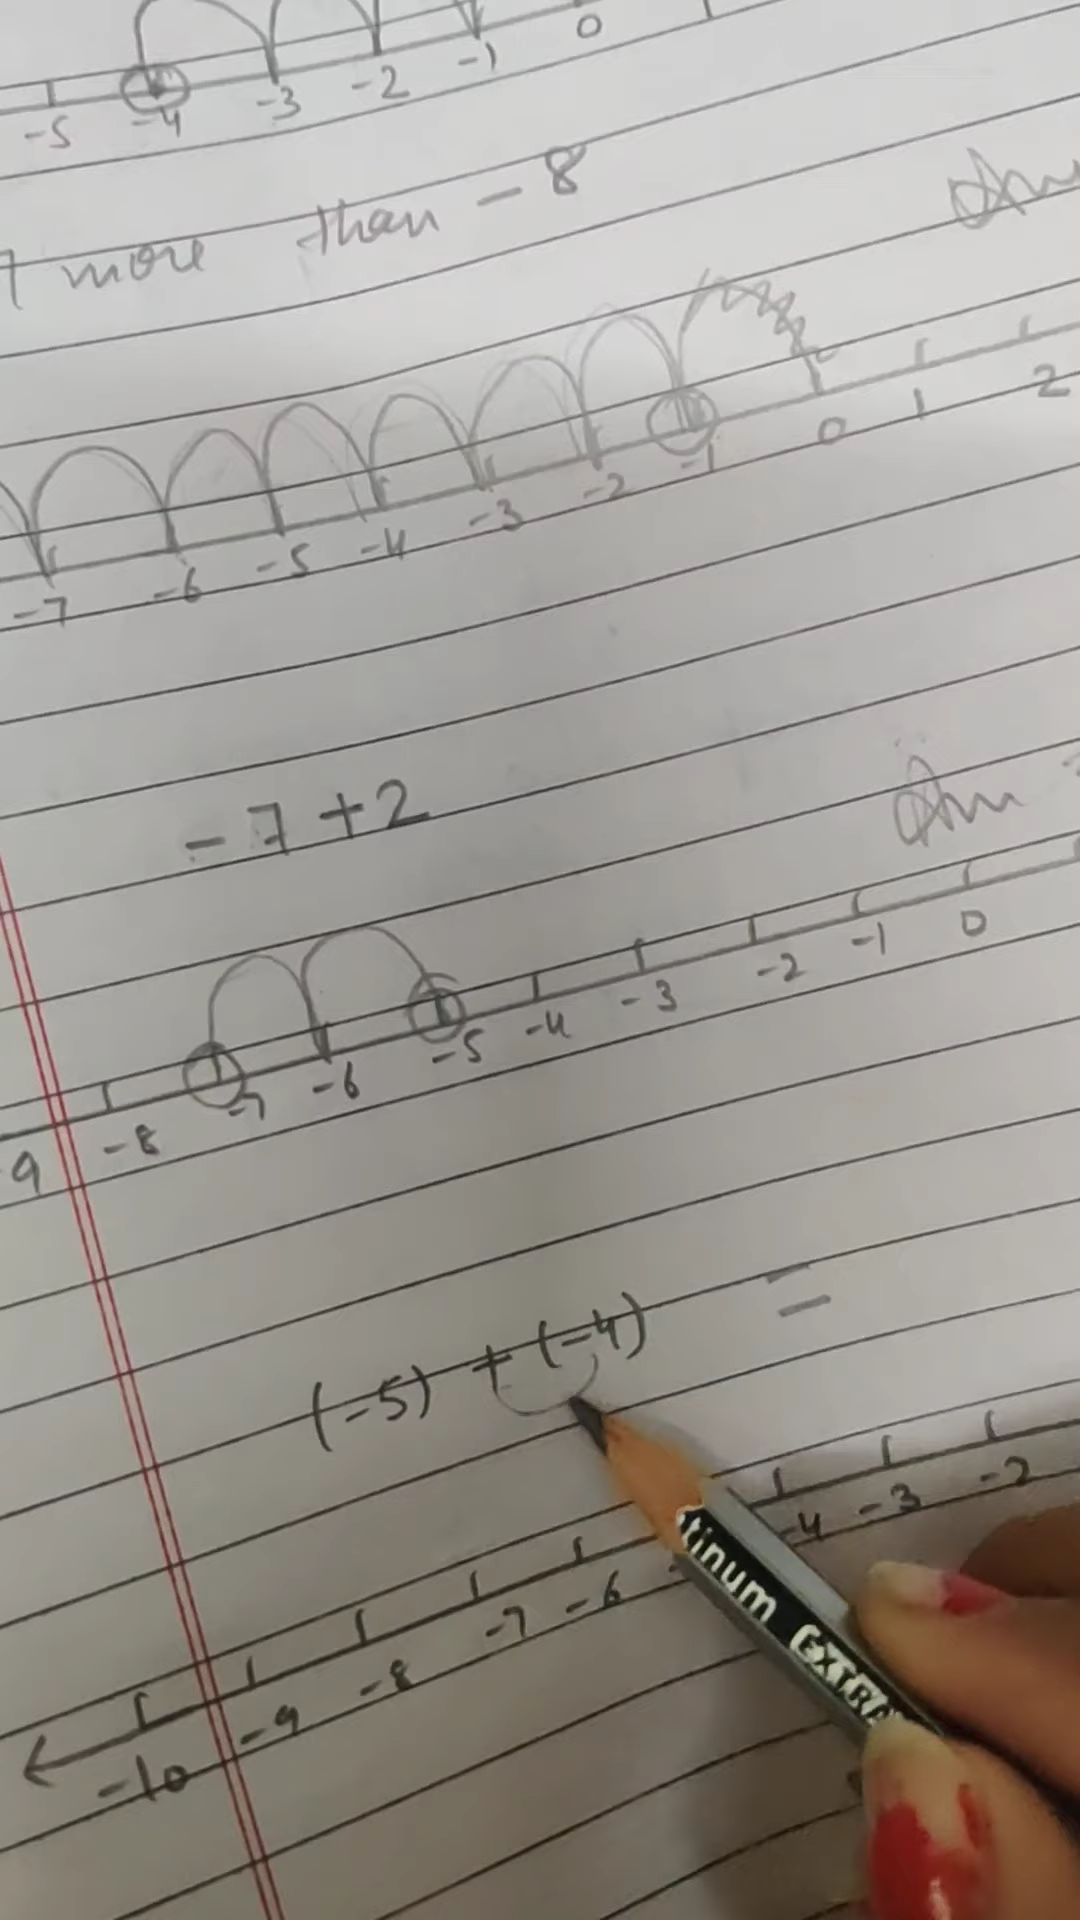 -5 -4 -3 -2 -1 0
7 more than -8
-7 -6 -5 -4 -3 -2 -1 0 1 2
-7+2
Ans
9 -8 -7 -6 -5 -4 -3 -2 -1 0
(-5) + (-4) =
-10 -9 -8 -7 -6 -4 -3 -2
tinum EXTRA